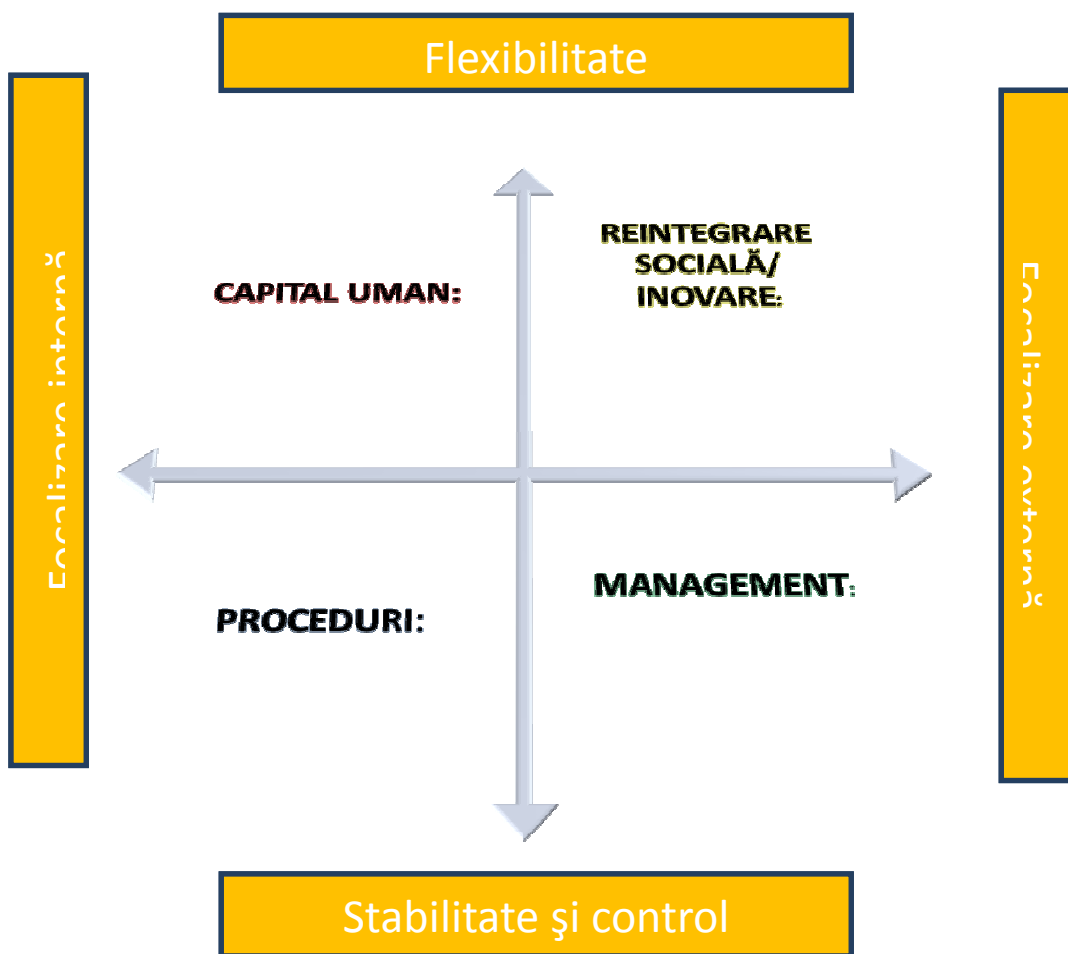 Flexibilitate
Focalizare internă
CAPITAL UMAN:
REINTEGRARE
SOCIALĂ/
INOVARE:
Focalizare externă
PROCEDURI:
MANAGEMENT:
Stabilitate şi control